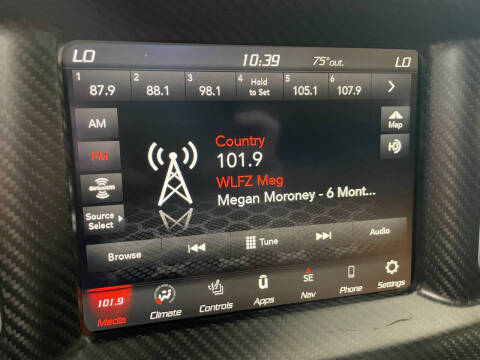 LO 10:39 75°out. LO
1 87.9 2 88.1 3 98.1 4 Hold to Set 5 105.1 6 107.9
AM
Map
FM
HD
SiriusXM
Source Select
Country
101.9
WLFZ Meg
Megan Moroney - 6 Mont...
Browse Tune Audio
101.9
Media Climate Controls Apps SE Nav Phone Settings